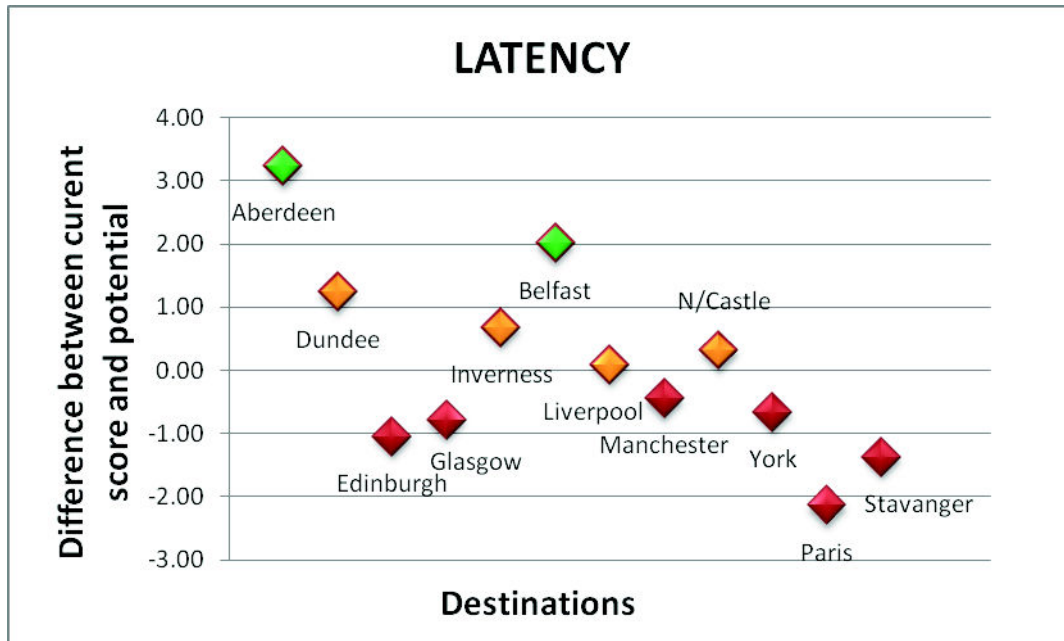 LATENCY
Difference between curent
score and potential
4.00
3.00
2.00
1.00
0.00
-1.00
-2.00
-3.00
Aberdeen
Dundee
Edinburgh
Glasgow
Inverness
Belfast
Liverpool
Manchester
N/Castle
York
Paris
Stavanger
Destinations